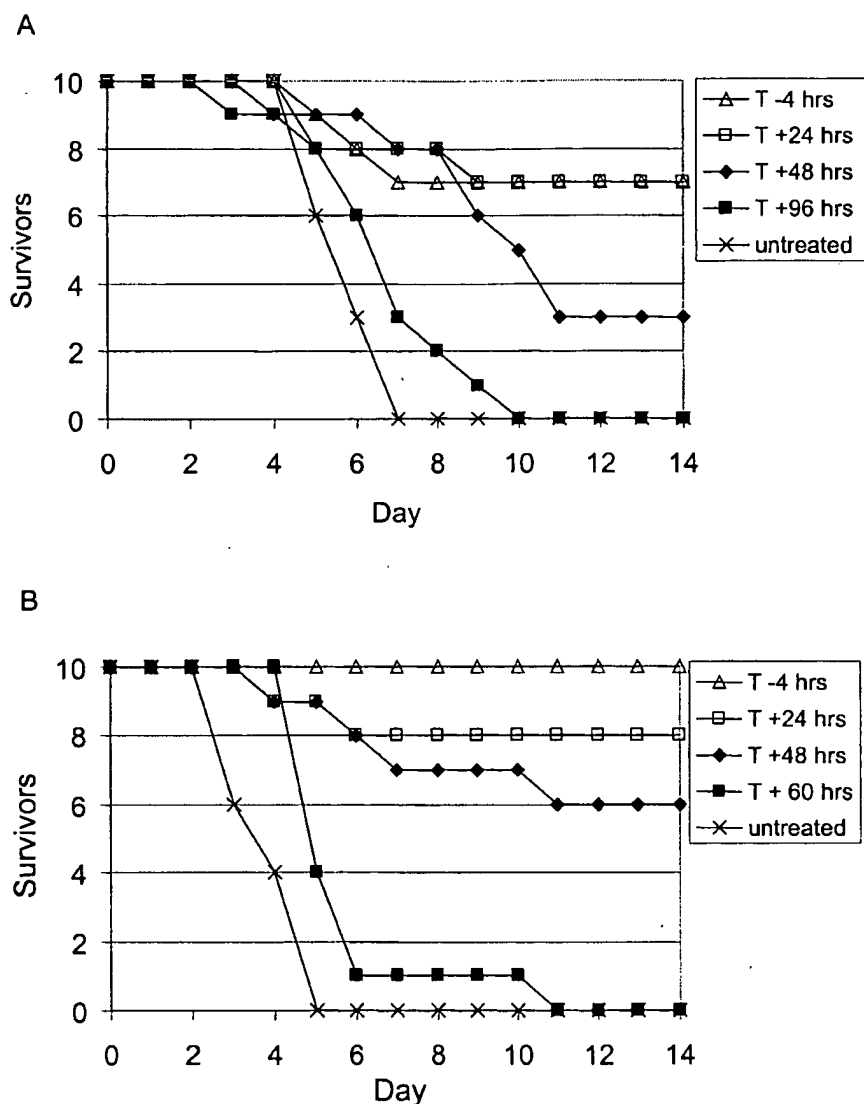 A
10
8
6
4
2
0
Survivors
0 2 4 6 8 10 12 14
Day
T -4 hrs
T +24 hrs
T +48 hrs
T +96 hrs
untreated
B
10
8
6
4
2
0
Survivors
0 2 4 6 8 10 12 14
Day
T -4 hrs
T +24 hrs
T +48 hrs
T + 60 hrs
untreated